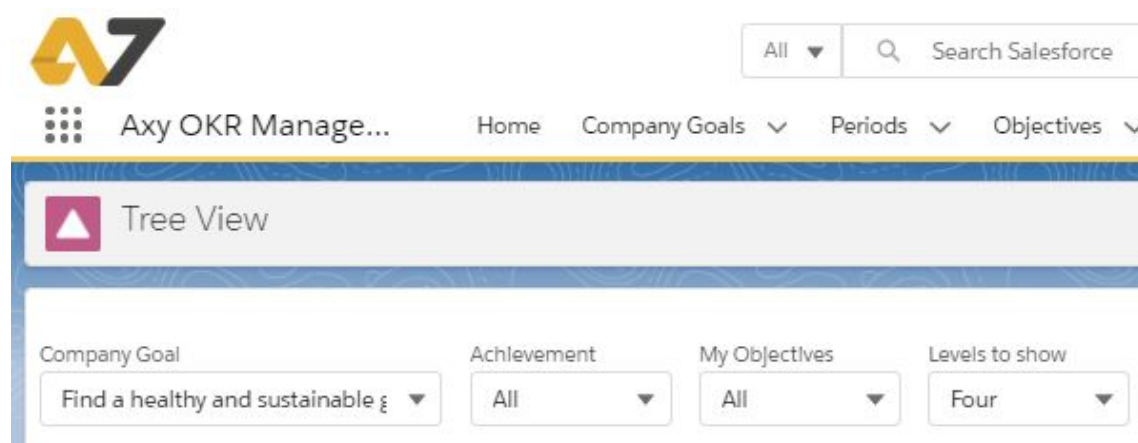 A7
All Search Salesforce
Axy OKR Manage... Home Company Goals Periods Objectives
Tree View
Company Goal Achievement My Objectives Levels to show
Find a healthy and sustainable All All Four